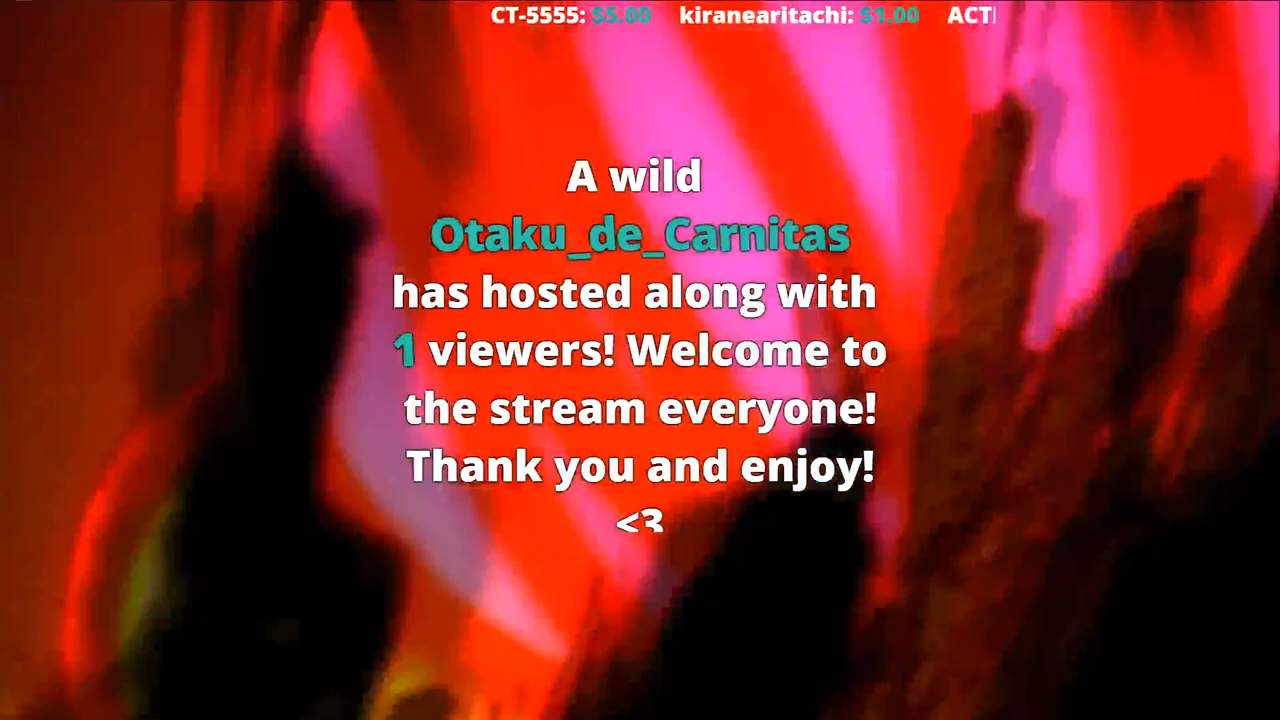 CT-5555: $5.00 kiranearitachi: $1.00 ACT
A wild
Otaku_de_Carnitas
has hosted along with
1 viewers! Welcome to
the stream everyone!
Thank you and enjoy!
<3